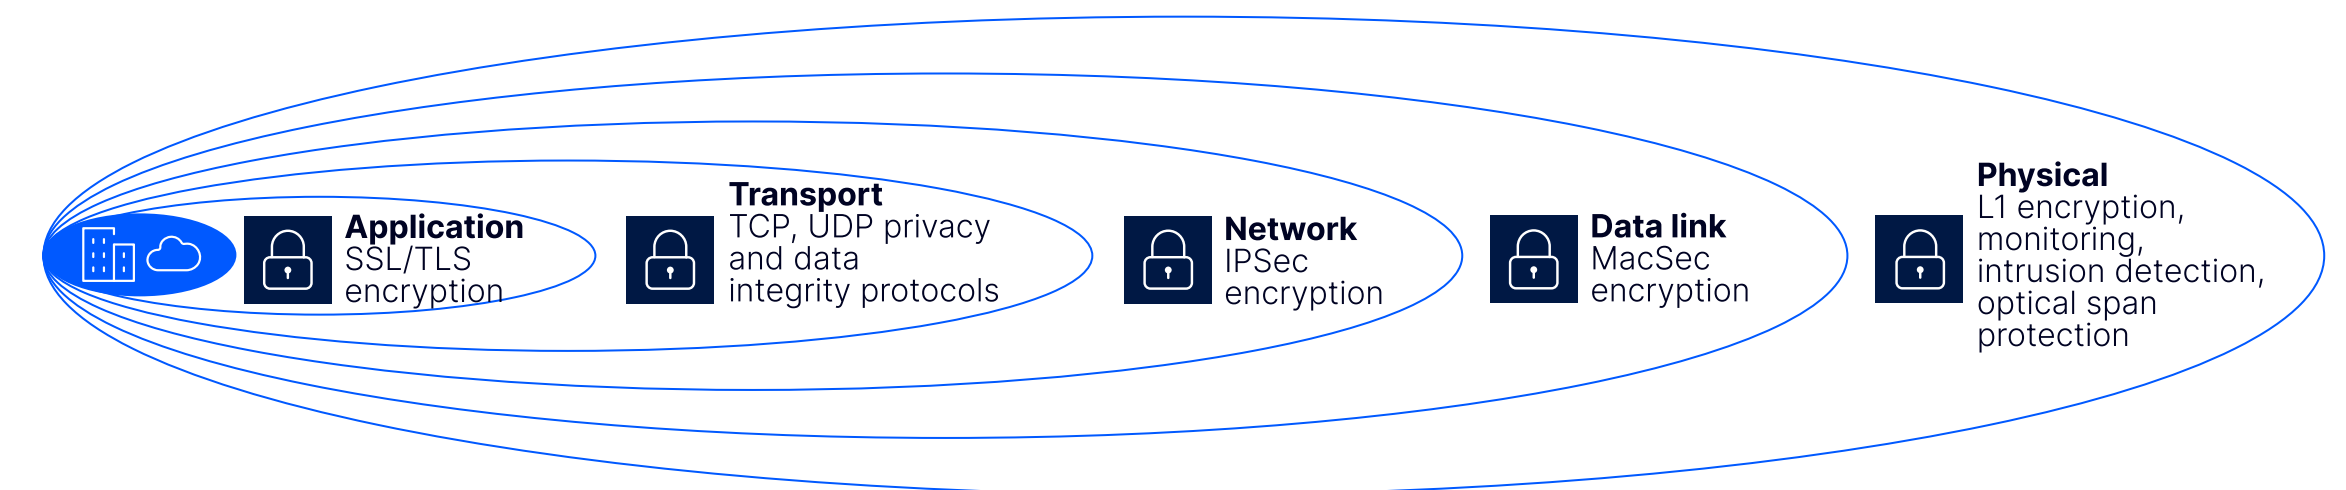 Application
SSL/TLS
encryption
Transport
TCP, UDP privacy
and data
integrity protocols
Network
IPSec
encryption
Data link
MacSec
encryption
Physical
L1 encryption,
monitoring,
intrusion detection,
optical span
protection